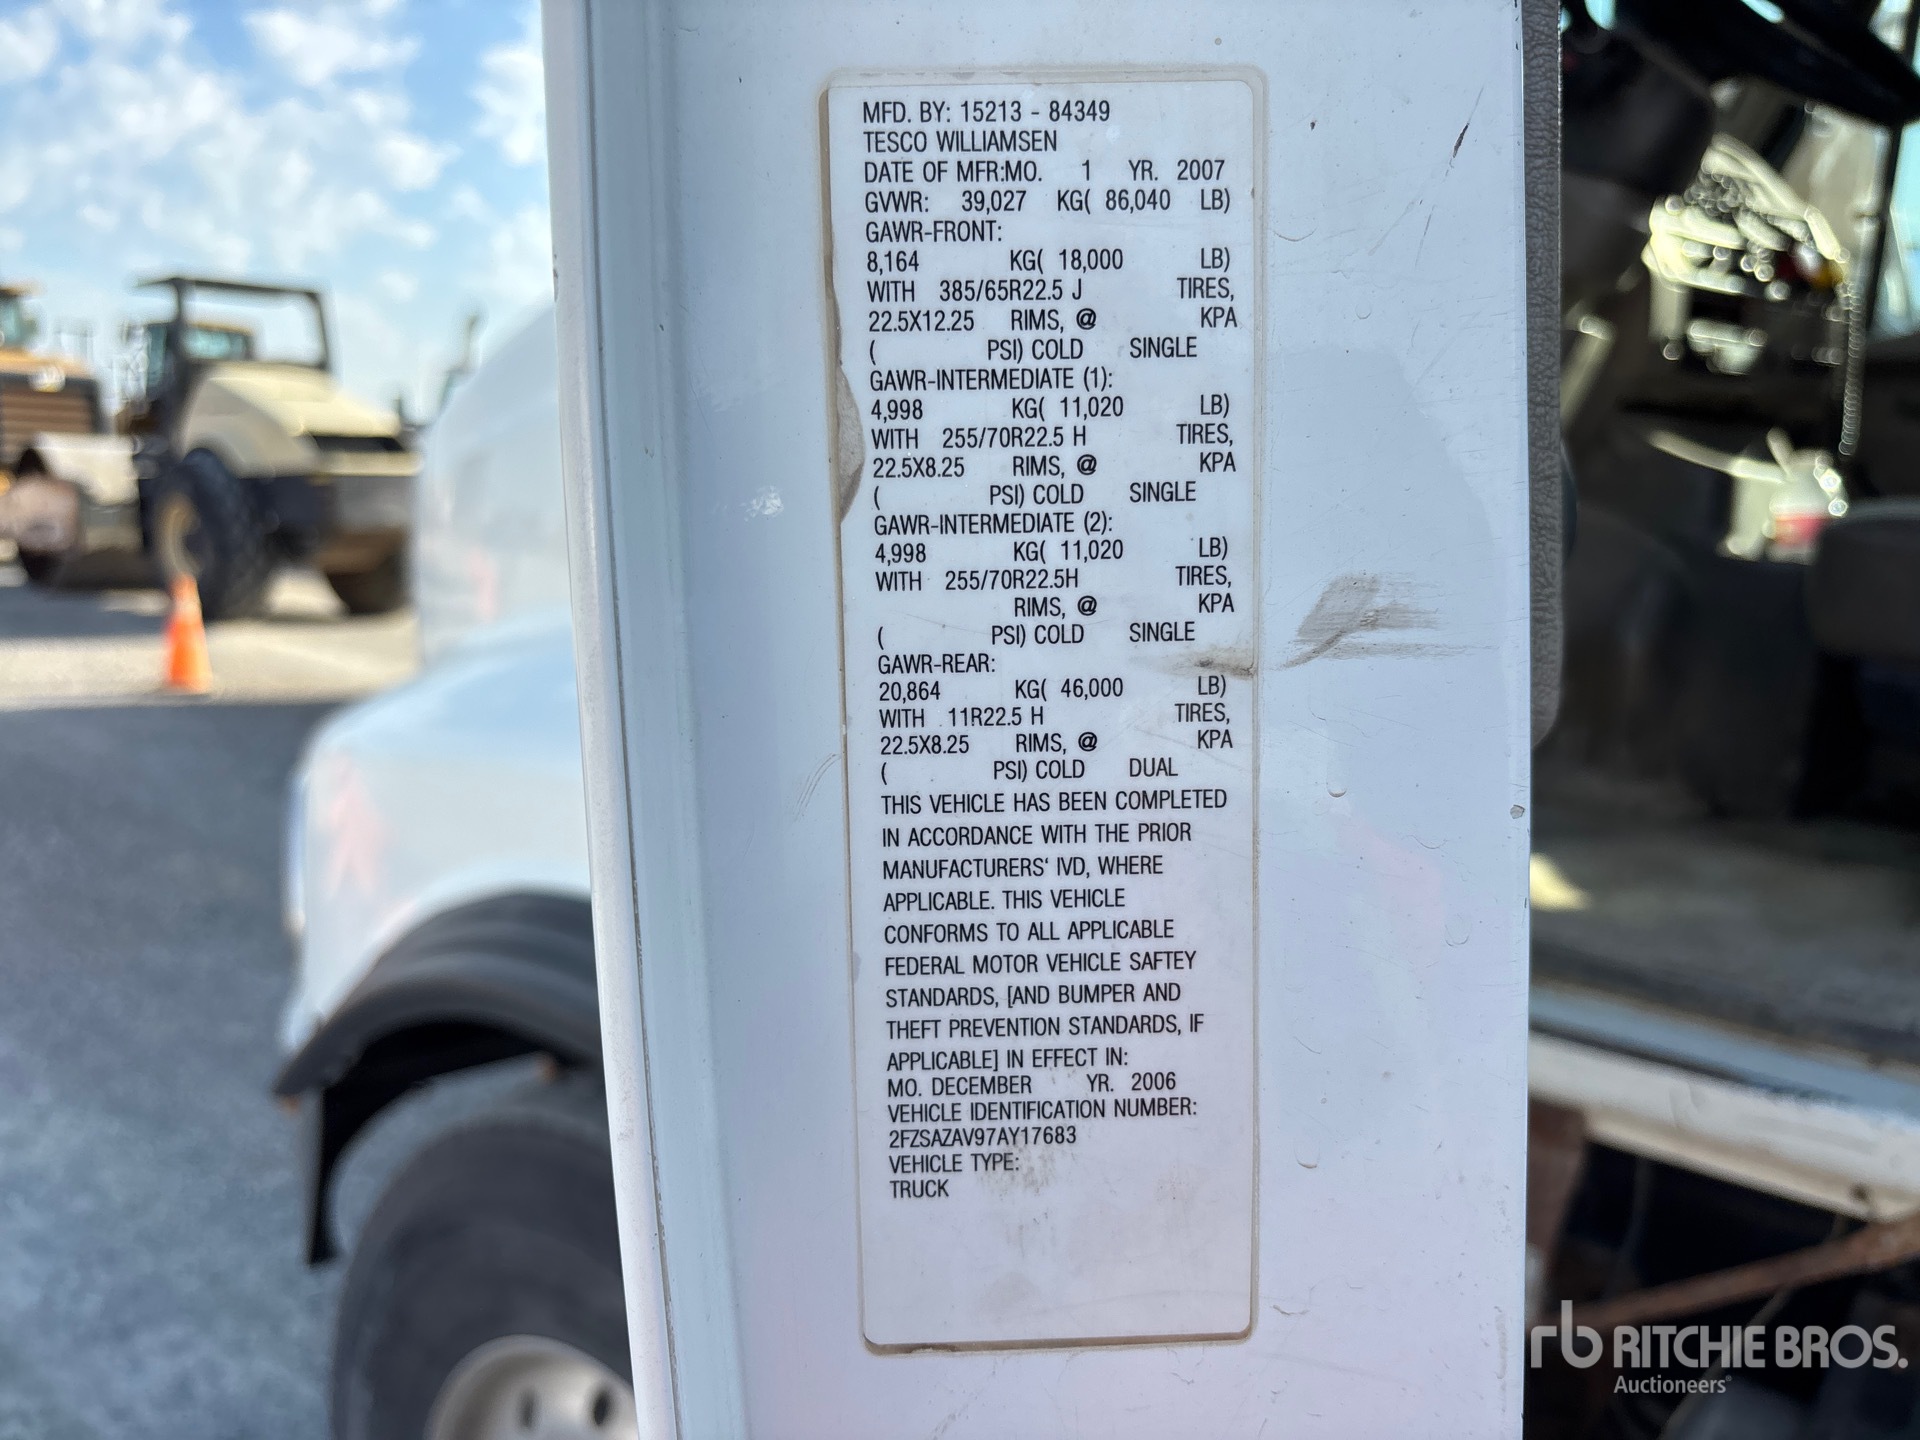 MFD. BY: 15213 - 84349
TESCO WILLIAMSEN
DATE OF MFR:MO. 1 YR. 2007
GVWR: 39,027 KG( 86,040 LB)
GAWR-FRONT:
8,164 KG( 18,000 LB)
WITH 385/65R22.5 J TIRES,
22.5X12.25 RIMS, @ KPA
( PSI) COLD SINGLE
GAWR-INTERMEDIATE (1):
4,998 KG( 11,020 LB)
WITH 255/70R22.5 H TIRES,
22.5X8.25 RIMS, @ KPA
( PSI) COLD SINGLE
GAWR-INTERMEDIATE (2):
4,998 KG( 11,020 LB)
WITH 255/70R22.5H TIRES,
RIMS, @ KPA
( PSI) COLD SINGLE
GAWR-REAR:
20,864 KG( 46,000 LB)
WITH 11R22.5 H TIRES,
22.5X8.25 RIMS, @ KPA
( PSI) COLD DUAL
THIS VEHICLE HAS BEEN COMPLETED
IN ACCORDANCE WITH THE PRIOR
MANUFACTURERS' IVD, WHERE
APPLICABLE. THIS VEHICLE
CONFORMS TO ALL APPLICABLE
FEDERAL MOTOR VEHICLE SAFTEY
STANDARDS, [AND BUMPER AND
THEFT PREVENTION STANDARDS, IF
APPLICABLE] IN EFFECT IN:
MO. DECEMBER YR. 2006
VEHICLE IDENTIFICATION NUMBER:
2FZSAZAV97AY17683
VEHICLE TYPE:
TRUCK
rb RITCHIE BROS.
Auctioneers®